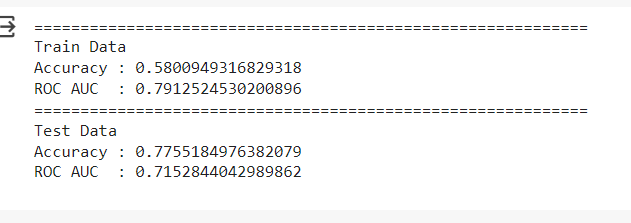 ============================================================
Train Data
Accuracy : 0.5800949316829318
ROC AUC  : 0.7912524530200896
============================================================
Test Data
Accuracy : 0.7755184976382079
ROC AUC  : 0.7152844042989862